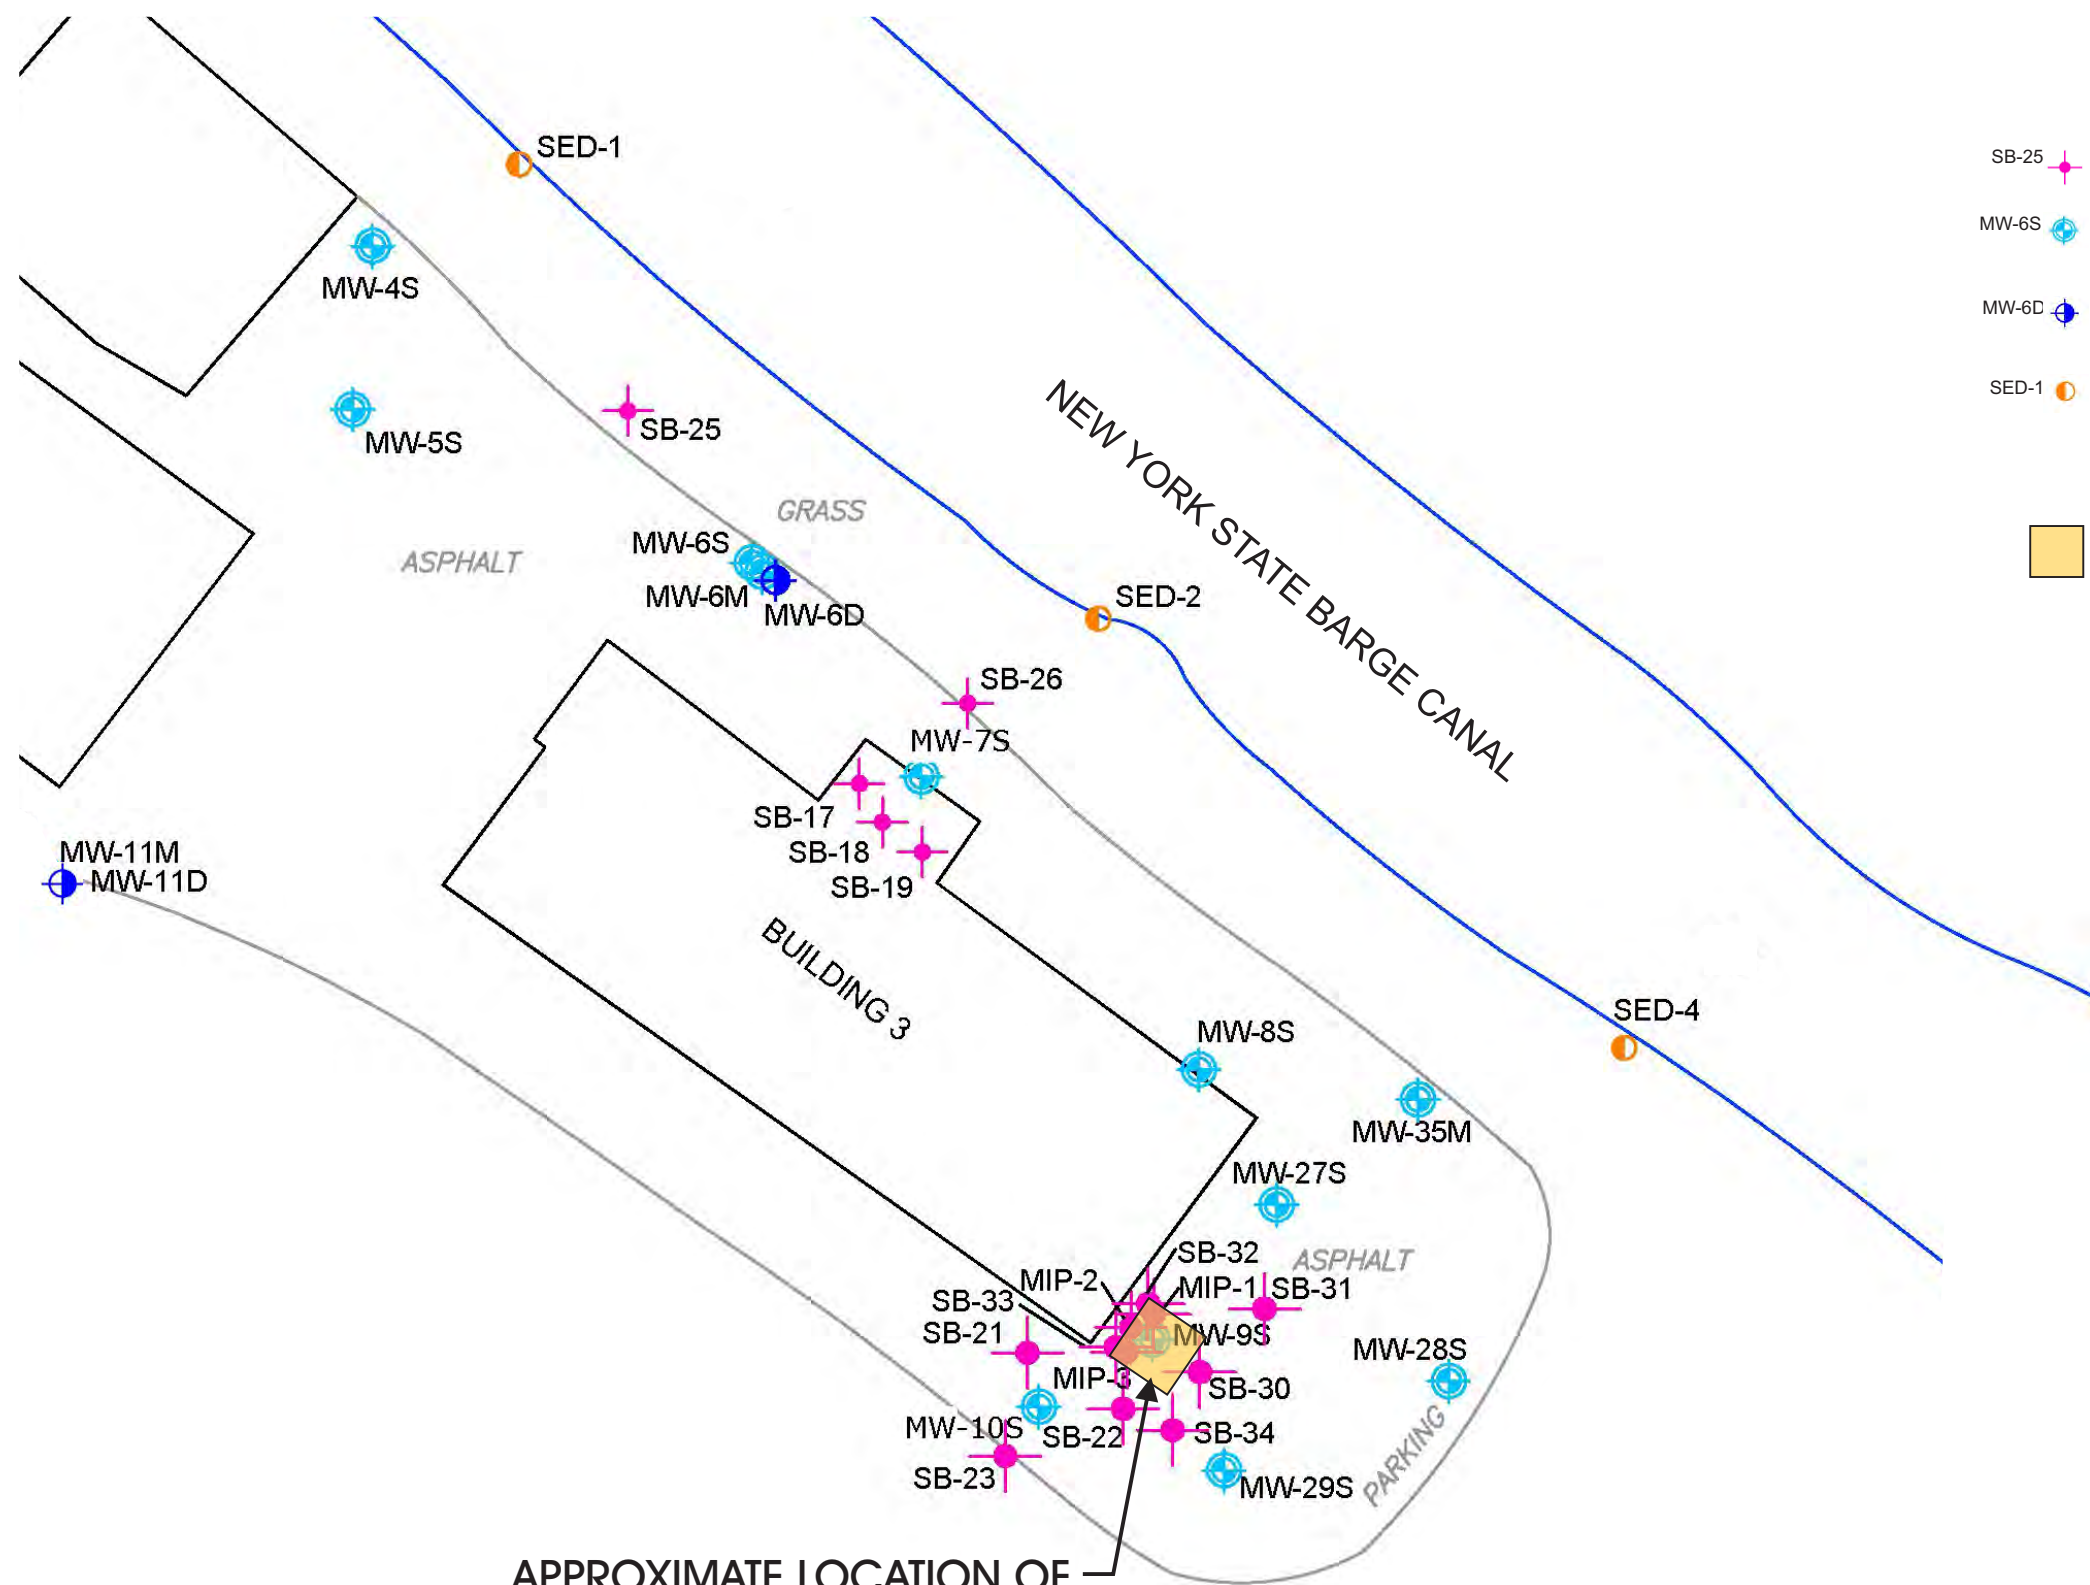 SED-1
SB-25
MW-6S
MW-4S
MW-6D
SED-1
MW-5S
SB-25
NEW YORK STATE BARGE CANAL
GRASS
ASPHALT
MW-6S
MW-6M
MW-6D
SED-2
SB-26
MW-7S
SB-17
SB-18
SB-19
MW-11M
MW-11D
BUILDING 3
SED-4
MW-8S
MW-35M
MW-27S
SB-32
ASPHALT
MIP-2
MIP-1
SB-31
SB-33
SB-21
MW-9S
MW-28S
MIP-3
SB-30
MW-10S
SB-22
SB-34
PARKING
SB-23
MW-29S
APPROXIMATE LOCATION OF